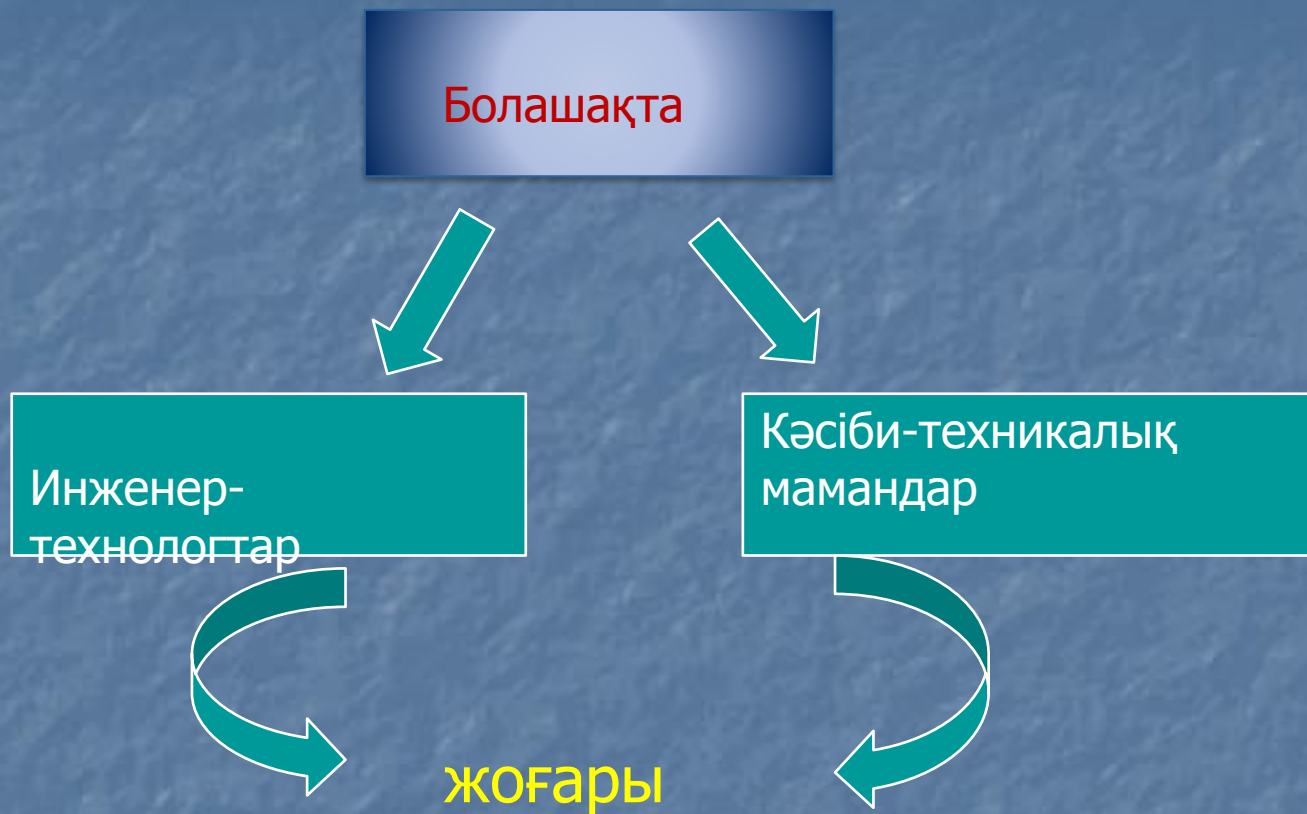 Болашақта
Инженер-
технологтар
Кәсіби-техникалық
мамандар
жоғары